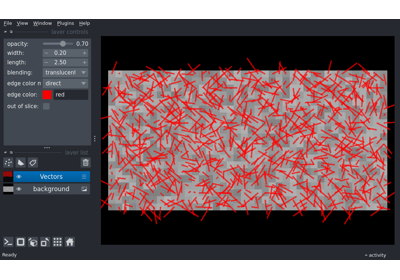 File View Plugins Window Help
layer controls
opacity: 0.70
width: 0.20
length: 2.50
blending: translucent
edge color m direct
edge color: red
out of slice:
layer list
Vectors
background
Ready
activity